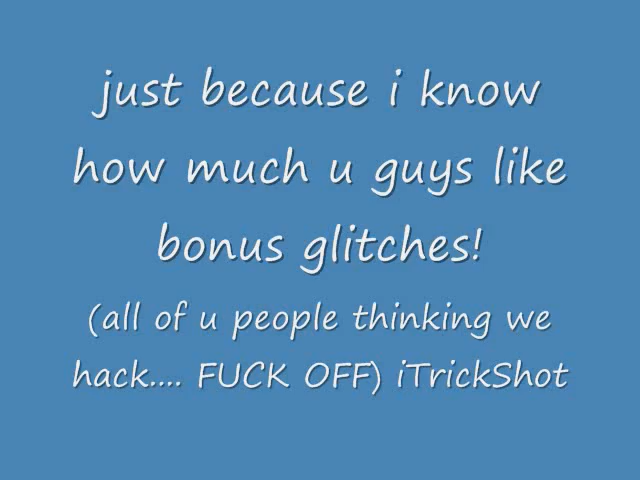 just because i know
how much u guys like
bonus glitches!
(all of u people thinking we
hack.... FUCK OFF) iTrickShot